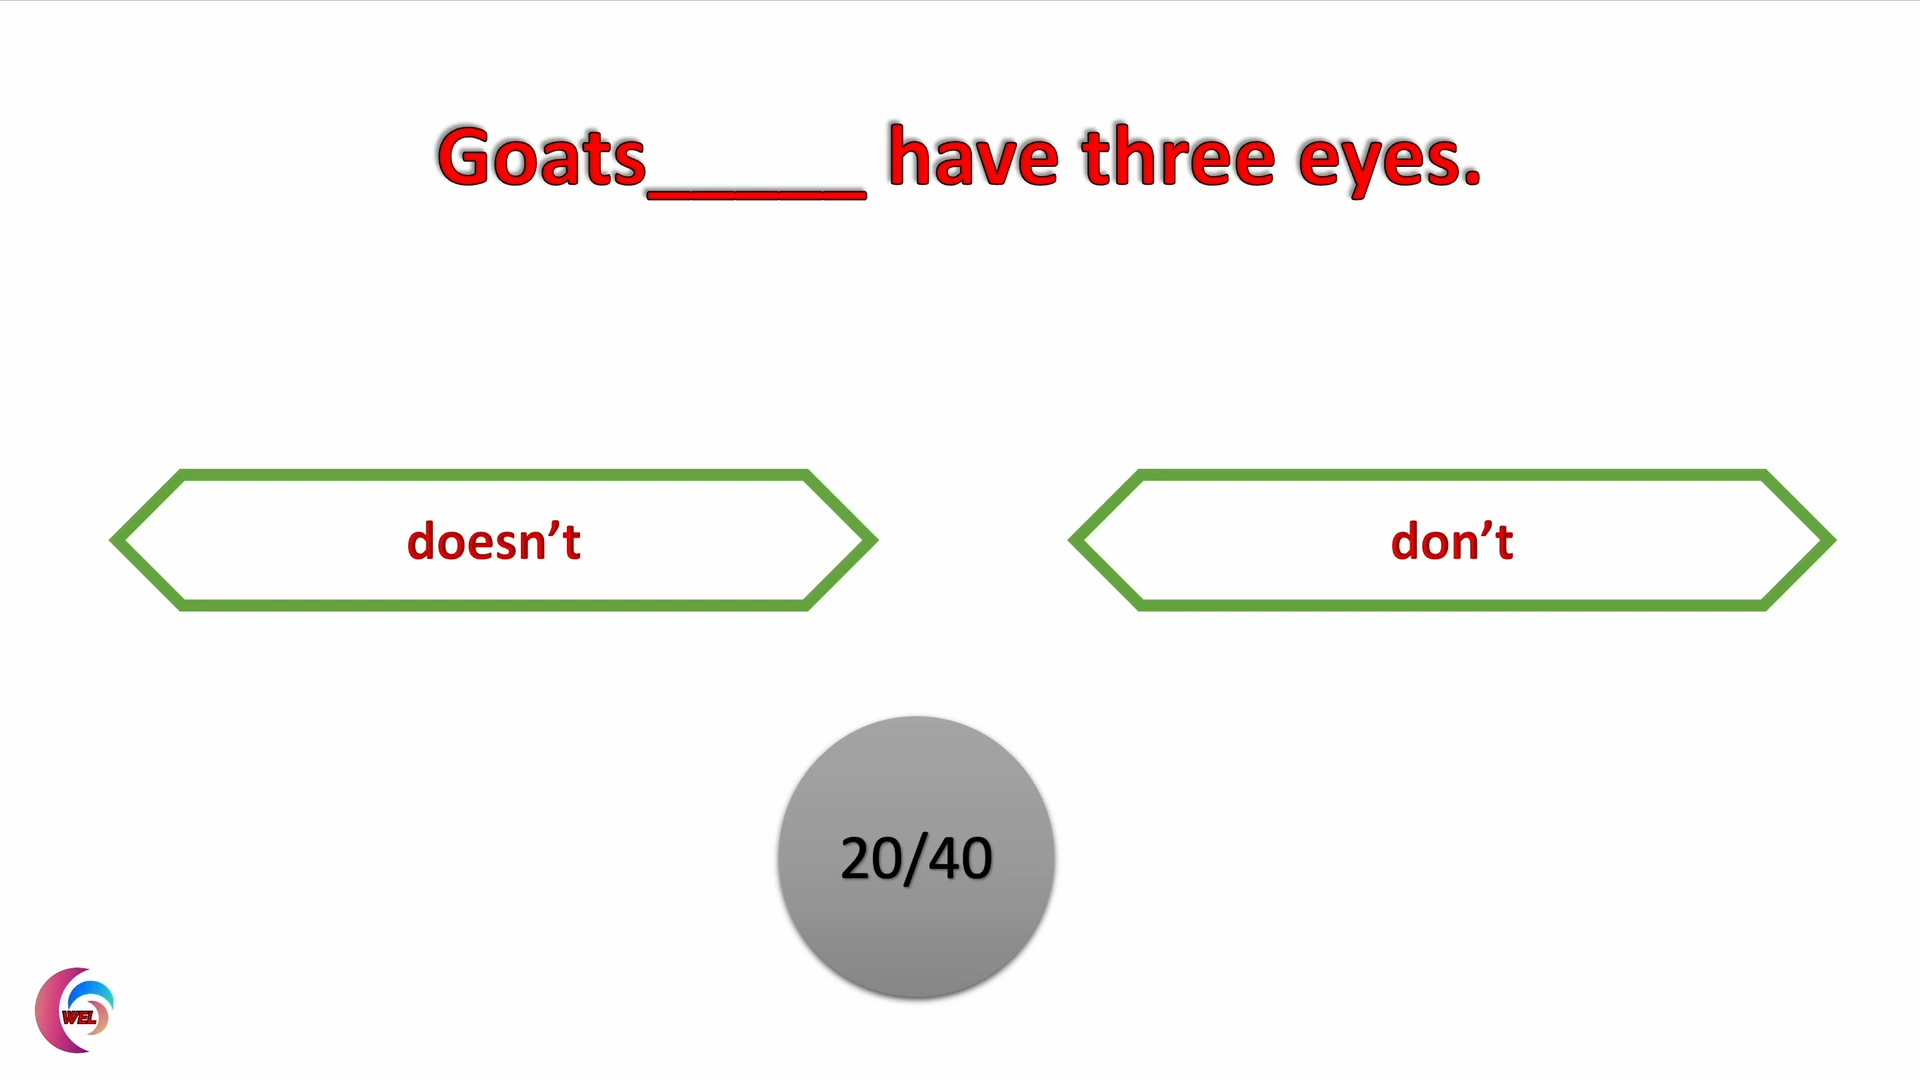 Goats_____ have three eyes.
doesn’t
don’t
20/40
WEL